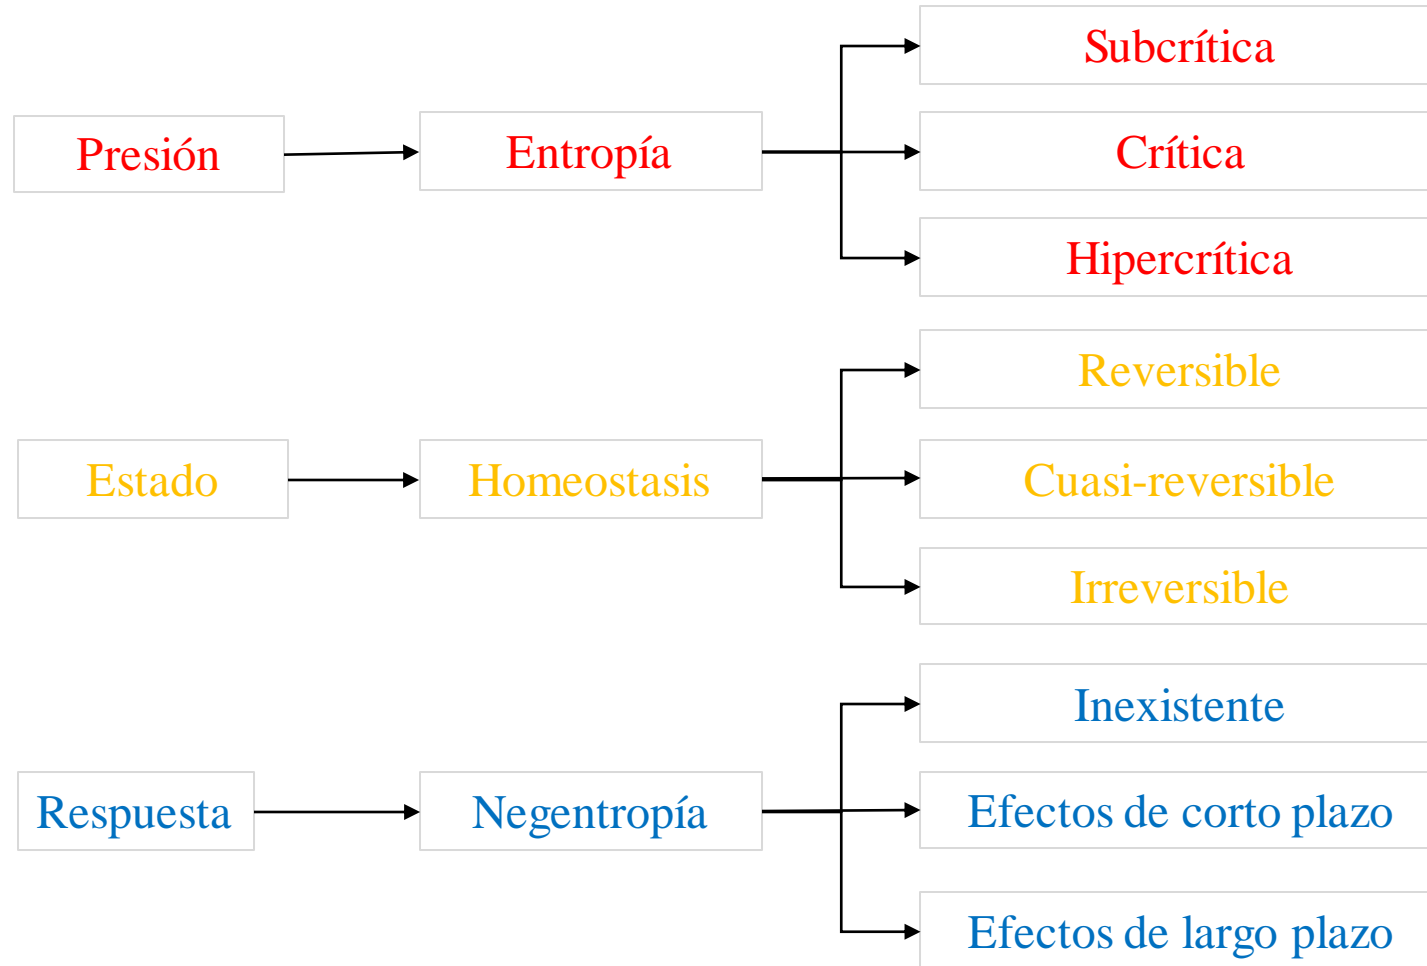 Subcrítica
Presión
Entropía
Crítica
Hipercrítica
Reversible
Estado
Homeostasis
Cuasi-reversible
Irreversible
Inexistente
Respuesta
Negentropía
Efectos de corto plazo
Efectos de largo plazo